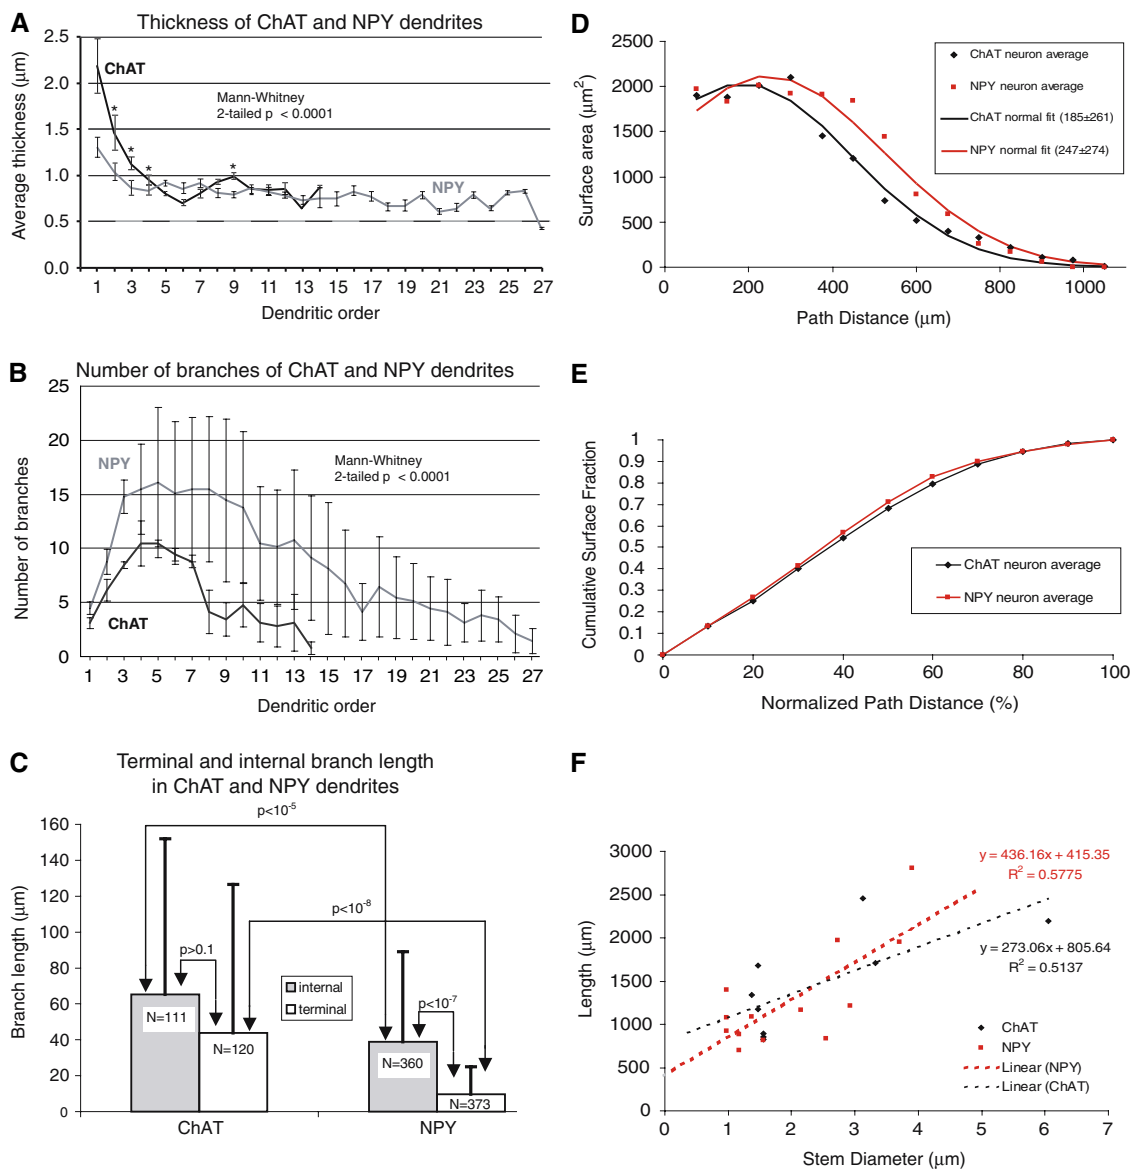 A
Thickness of ChAT and NPY dendrites
Average thickness (μm)
2.5
2.0
1.5
1.0
0.5
0.0
ChAT
*
*
*
*
Mann-Whitney
2-tailed p < 0.0001
NPY
1 3 5 7 9 11 13 15 17 19 21 23 25 27
Dendritic order
B
Number of branches of ChAT and NPY dendrites
Number of branches
25
20
15
10
5
0
NPY
Mann-Whitney
2-tailed p < 0.0001
ChAT
1 3 5 7 9 11 13 15 17 19 21 23 25 27
Dendritic order
C
Terminal and internal branch length
in ChAT and NPY dendrites
Branch length (μm)
160
140
120
100
80
60
40
20
0
p<10-5
p<10-8
p>0.1
p<10-7
internal
terminal
N=111
N=120
N=360
N=373
ChAT NPY
D
Surface area (μm2)
2500
2000
1500
1000
500
0
ChAT neuron average
NPY neuron average
ChAT normal fit (185±261)
NPY normal fit (247±274)
0 200 400 600 800 1000
Path Distance (μm)
E
Cumulative Surface Fraction
1
0.9
0.8
0.7
0.6
0.5
0.4
0.3
0.2
0.1
0
ChAT neuron average
NPY neuron average
0 20 40 60 80 100
Normalized Path Distance (%)
F
Length (μm)
3000
2500
2000
1500
1000
500
0
y = 436.16x + 415.35
R2 = 0.5775
y = 273.06x + 805.64
R2 = 0.5137
ChAT
NPY
Linear (NPY)
Linear (ChAT)
0 1 2 3 4 5 6 7
Stem Diameter (μm)